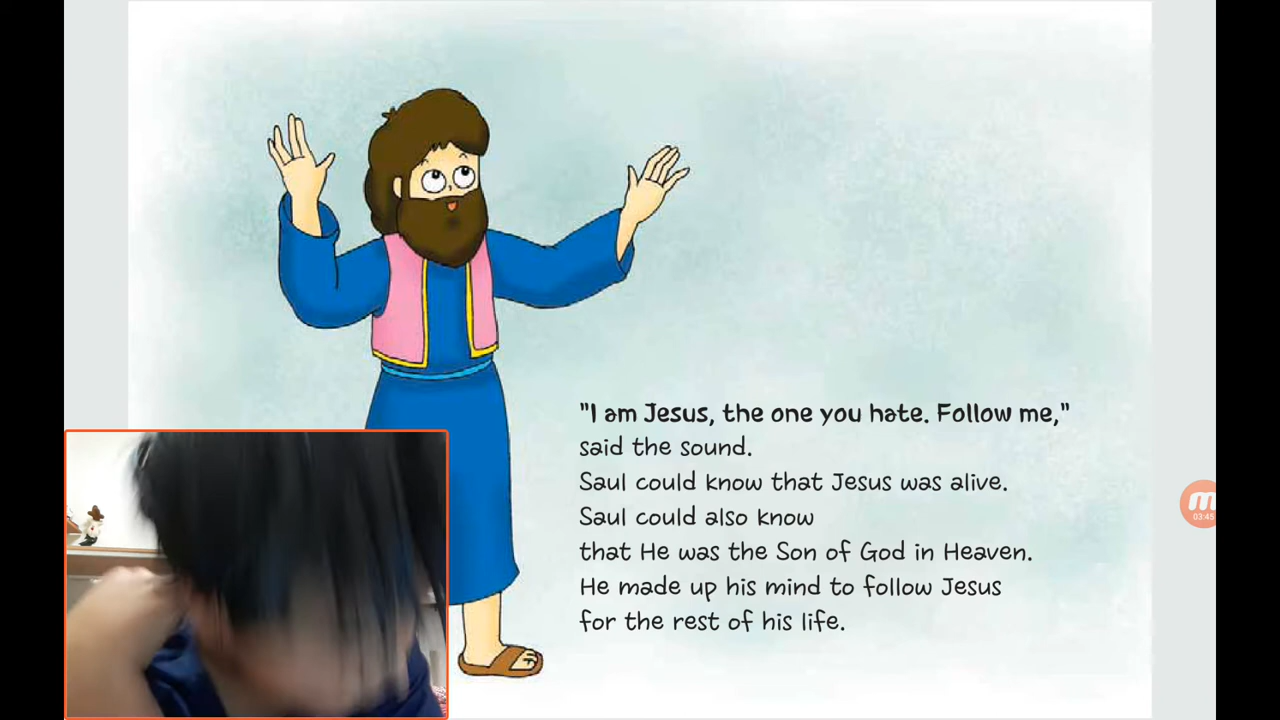 "I am Jesus, the one you hate. Follow me,"
said the sound.
Saul could know that Jesus was alive.
Saul could also know
that He was the Son of God in Heaven.
He made up his mind to follow Jesus
for the rest of his life.
03:45